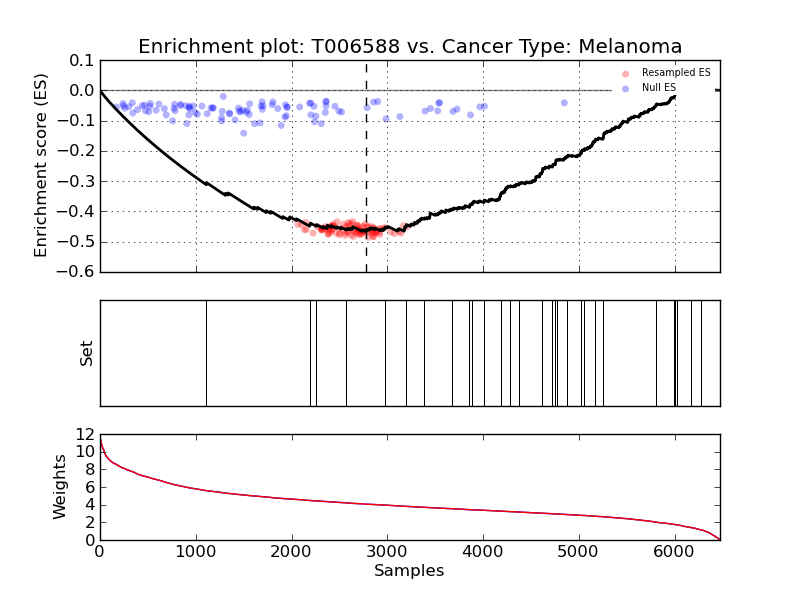 Enrichment plot: T006588 vs. Cancer Type: Melanoma
Enrichment score (ES)
0.1
0.0
−0.1
−0.2
−0.3
−0.4
−0.5
−0.6
Resampled ES
Null ES
Set
Weights
12
10
8
6
4
2
0
0 1000 2000 3000 4000 5000 6000
Samples